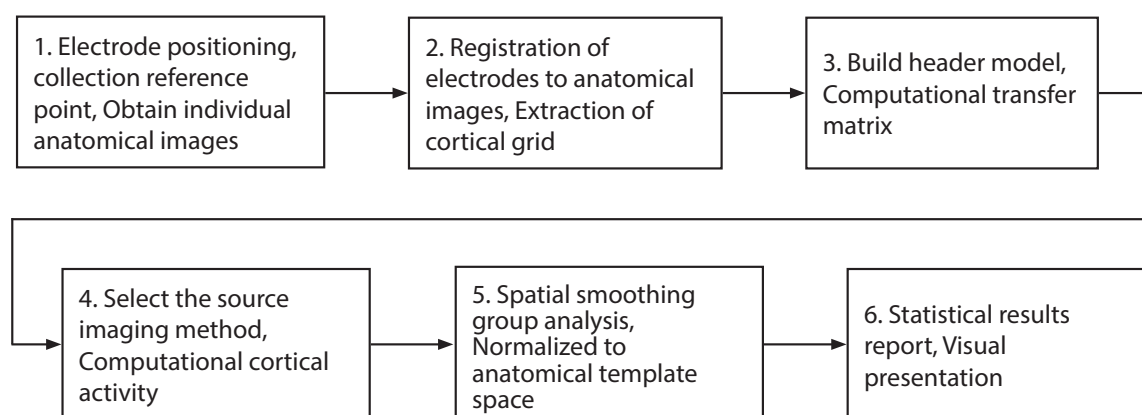 1. Electrode positioning,
collection reference
point, Obtain individual
anatomical images
2. Registration of
electrodes to anatomical
images, Extraction of
cortical grid
3. Build header model,
Computational transfer
matrix
4. Select the source
imaging method,
Computational cortical
activity
5. Spatial smoothing
group analysis,
Normalized to
anatomical template
space
6. Statistical results
report, Visual
presentation